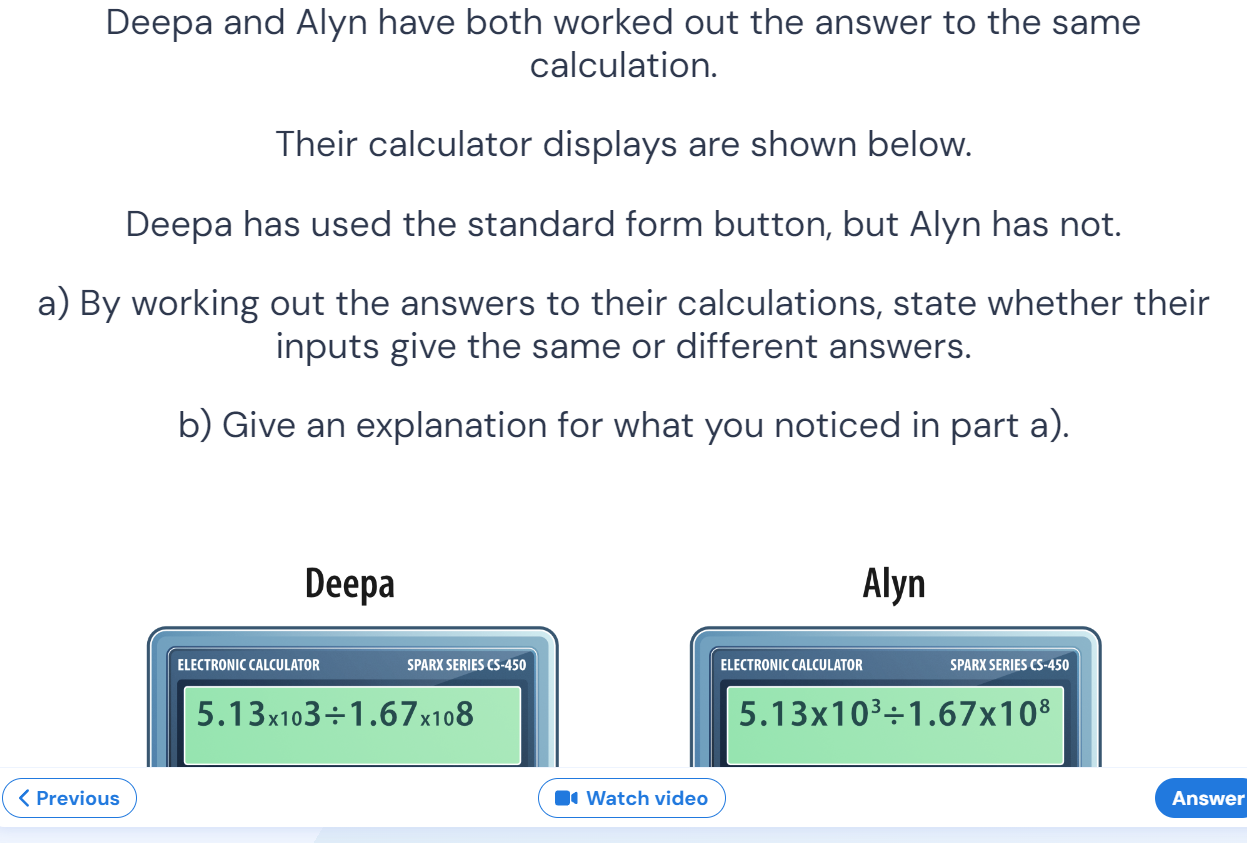 Deepa and Alyn have both worked out the answer to the same
calculation.
Their calculator displays are shown below.
Deepa has used the standard form button, but Alyn has not.
a) By working out the answers to their calculations, state whether their
inputs give the same or different answers.
b) Give an explanation for what you noticed in part a).
Deepa
Alyn
ELECTRONIC CALCULATOR SPARX SERIES CS-450
ELECTRONIC CALCULATOR SPARX SERIES CS-450
5.13x103÷1.67x108
5.13x10³÷1.67x10⁸
Previous
Watch video
Answer